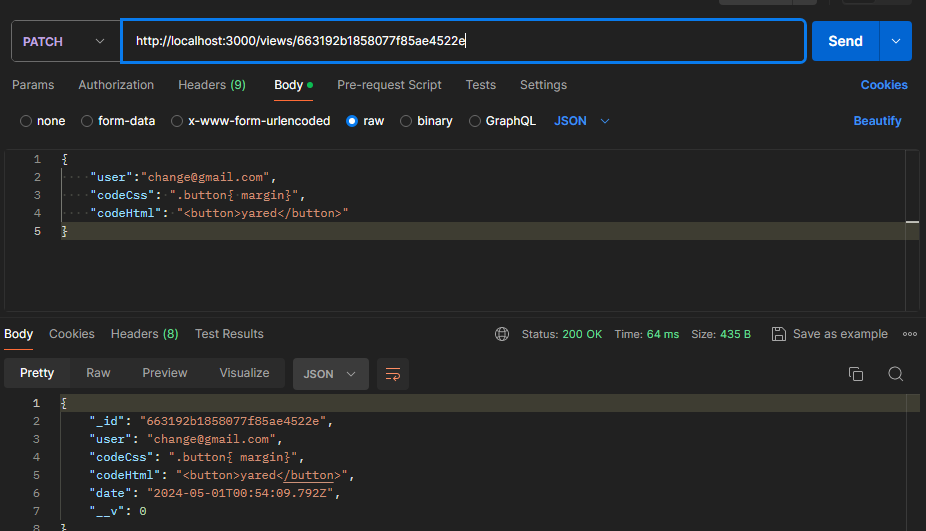 PATCH http://localhost:3000/views/663192b1858077f85ae4522e Send
Params Authorization Headers (9) Body Pre-request Script Tests Settings Cookies
none form-data x-www-form-urlencoded raw binary GraphQL JSON Beautify
1 {
2 "user":"change@gmail.com",
3 "codeCss": ".button{ margin}",
4 "codeHtml": "<button>yared</button>"
5 }
Body Cookies Headers (8) Test Results Status: 200 OK Time: 64 ms Size: 435 B Save as example
Pretty Raw Preview Visualize JSON
1 {
2 "_id": "663192b1858077f85ae4522e",
3 "user": "change@gmail.com",
4 "codeCss": ".button{ margin}",
5 "codeHtml": "<button>yared</button>",
6 "date": "2024-05-01T00:54:09.792Z",
7 "__v": 0
8 }